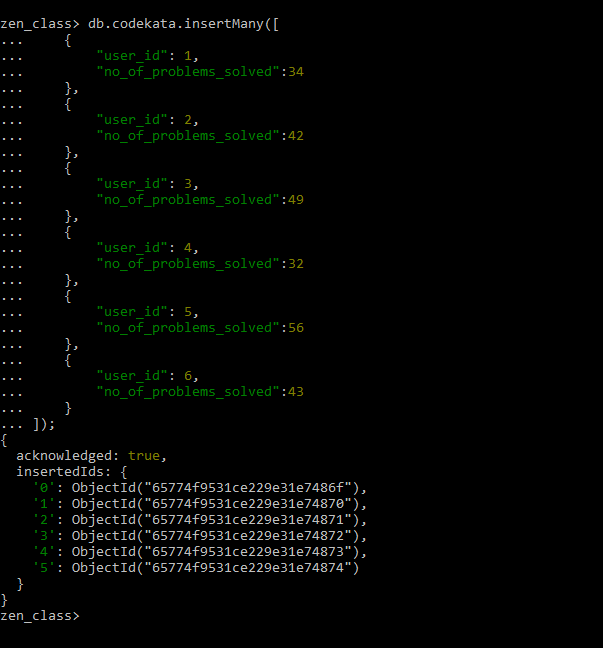 zen_class> db.codekata.insertMany([
...     {
...         "user_id": 1,
...         "no_of_problems_solved":34
...     },
...     {
...         "user_id": 2,
...         "no_of_problems_solved":42
...     },
...     {
...         "user_id": 3,
...         "no_of_problems_solved":49
...     },
...     {
...         "user_id": 4,
...         "no_of_problems_solved":32
...     },
...     {
...         "user_id": 5,
...         "no_of_problems_solved":56
...     },
...     {
...         "user_id": 6,
...         "no_of_problems_solved":43
...     }
... ]);
{
  acknowledged: true,
  insertedIds: {
    '0': ObjectId("65774f9531ce229e31e7486f"),
    '1': ObjectId("65774f9531ce229e31e74870"),
    '2': ObjectId("65774f9531ce229e31e74871"),
    '3': ObjectId("65774f9531ce229e31e74872"),
    '4': ObjectId("65774f9531ce229e31e74873"),
    '5': ObjectId("65774f9531ce229e31e74874")
  }
}
zen_class>